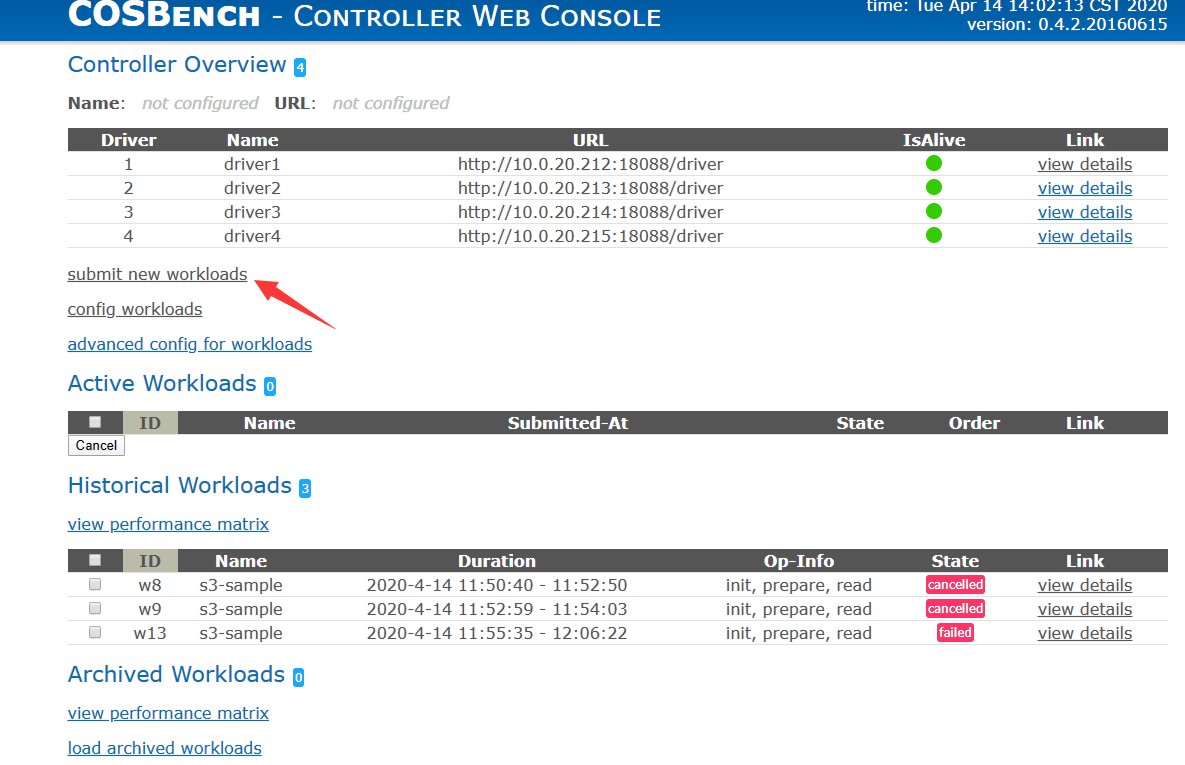 COSBENCH - CONTROLLER WEB CONSOLE
time: Tue Apr 14 14:02:13 CST 2020
version: 0.4.2.20160615
Controller Overview 4
Name: not configured URL: not configured
Driver Name URL IsAlive Link
1 driver1 http://10.0.20.212:18088/driver view details
2 driver2 http://10.0.20.213:18088/driver view details
3 driver3 http://10.0.20.214:18088/driver view details
4 driver4 http://10.0.20.215:18088/driver view details
submit new workloads
config workloads
advanced config for workloads
Active Workloads 0
ID Name Submitted-At State Order Link
Cancel
Historical Workloads 3
view performance matrix
ID Name Duration Op-Info State Link
w8 s3-sample 2020-4-14 11:50:40 - 11:52:50 init, prepare, read cancelled view details
w9 s3-sample 2020-4-14 11:52:59 - 11:54:03 init, prepare, read cancelled view details
w13 s3-sample 2020-4-14 11:55:35 - 12:06:22 init, prepare, read failed view details
Archived Workloads 0
view performance matrix
load archived workloads